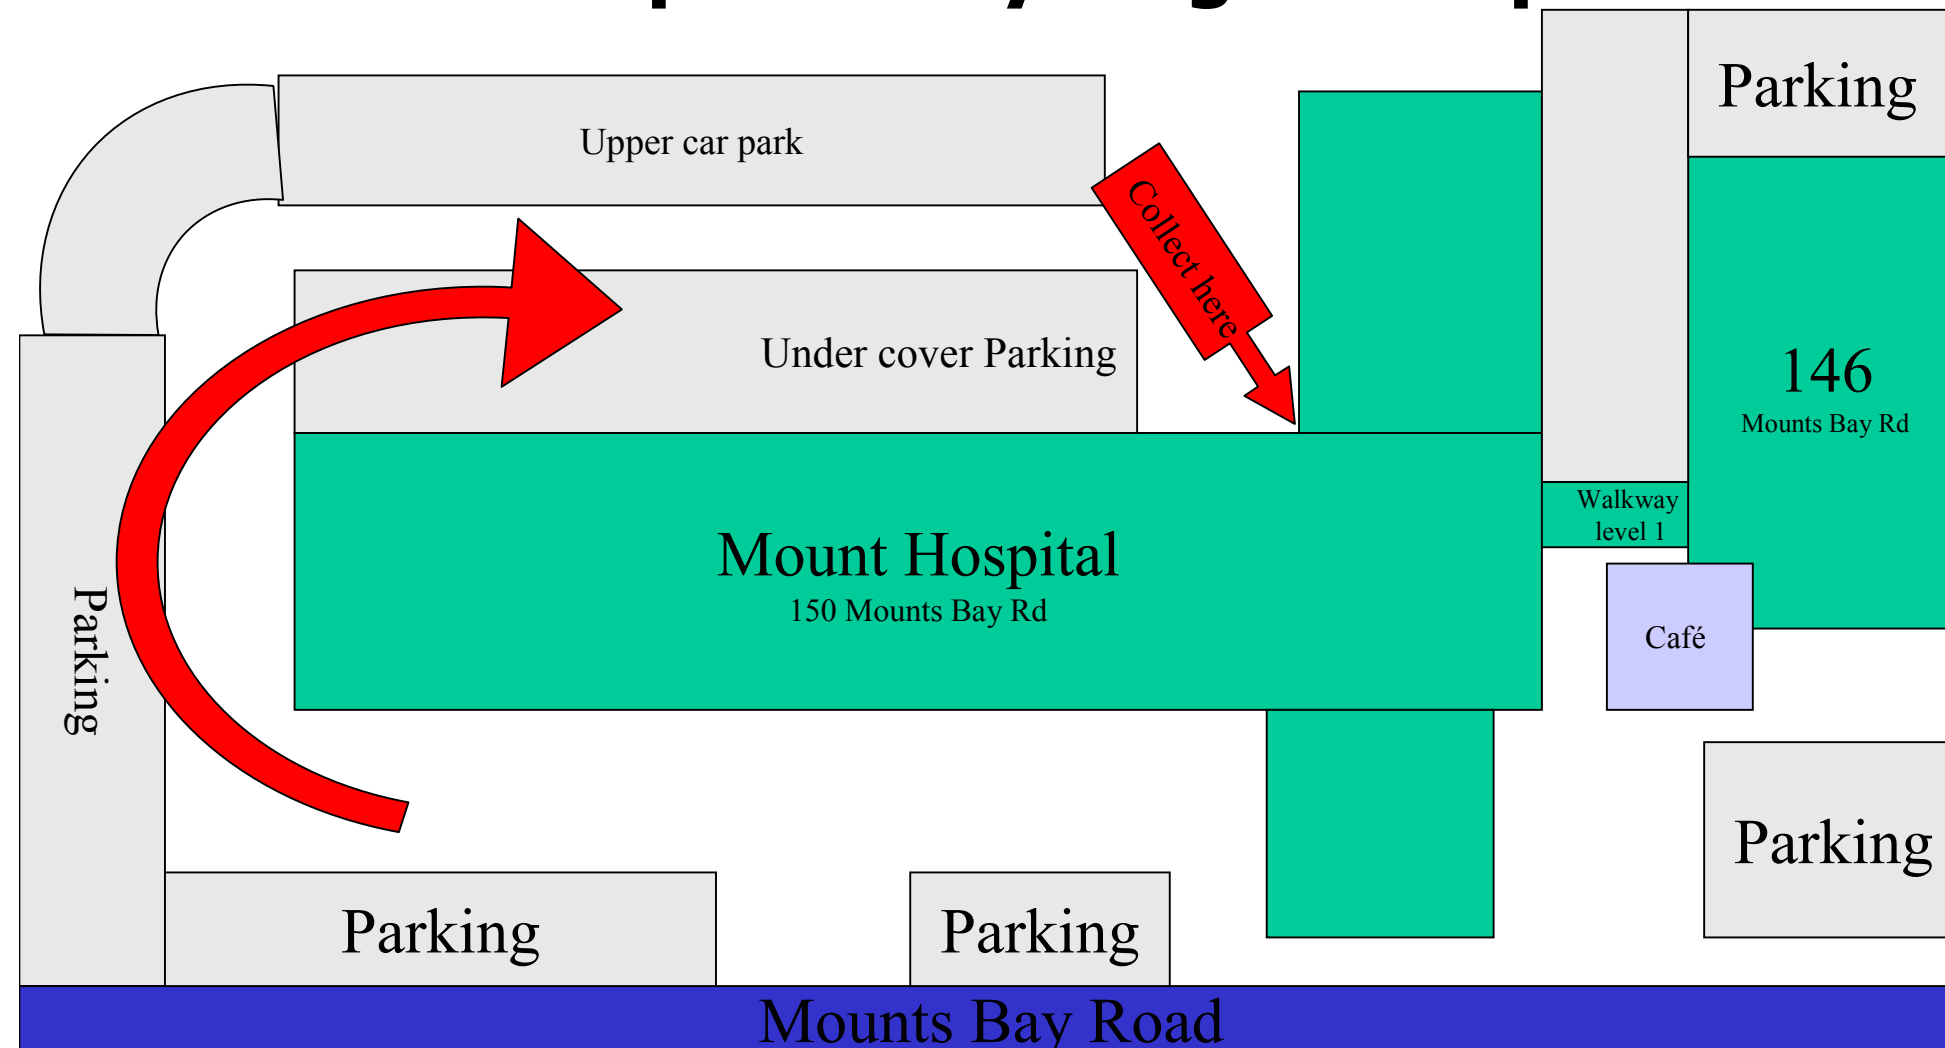 Parking
Upper car park
Collect here
Under cover Parking
146
Mounts Bay Rd
Walkway
level 1
Mount Hospital
150 Mounts Bay Rd
Café
Parking
Parking
Parking
Parking
Mounts Bay Road